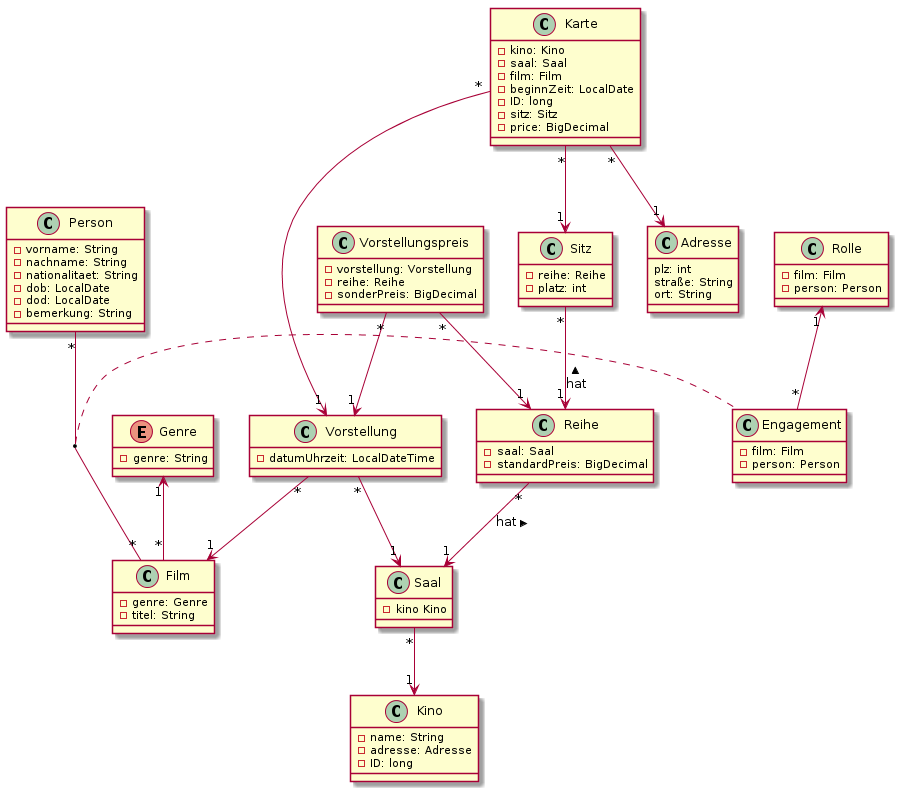 C Karte
kino: Kino
saal: Saal
film: Film
beginnZeit: LocalDate
ID: long
sitz: Sitz
price: BigDecimal
*
*
*
1
1
C Person
vorname: String
nachname: String
nationalitaet: String
dob: LocalDate
dod: LocalDate
bemerkung: String
*
C Vorstellungspreis
vorstellung: Vorstellung
reihe: Reihe
sonderPreis: BigDecimal
*
*
C Sitz
reihe: Reihe
platz: int
*
hat
C Adresse
plz: int
straße: String
ort: String
C Rolle
film: Film
person: Person
1
*
1
1
1
1
E Genre
genre: String
1
*
*
C Vorstellung
datumUhrzeit: LocalDateTime
*
*
C Reihe
saal: Saal
standardPreis: BigDecimal
*
hat
C Engagement
film: Film
person: Person
1
1
1
C Film
genre: Genre
titel: String
C Saal
kino Kino
*
1
C Kino
name: String
adresse: Adresse
ID: long